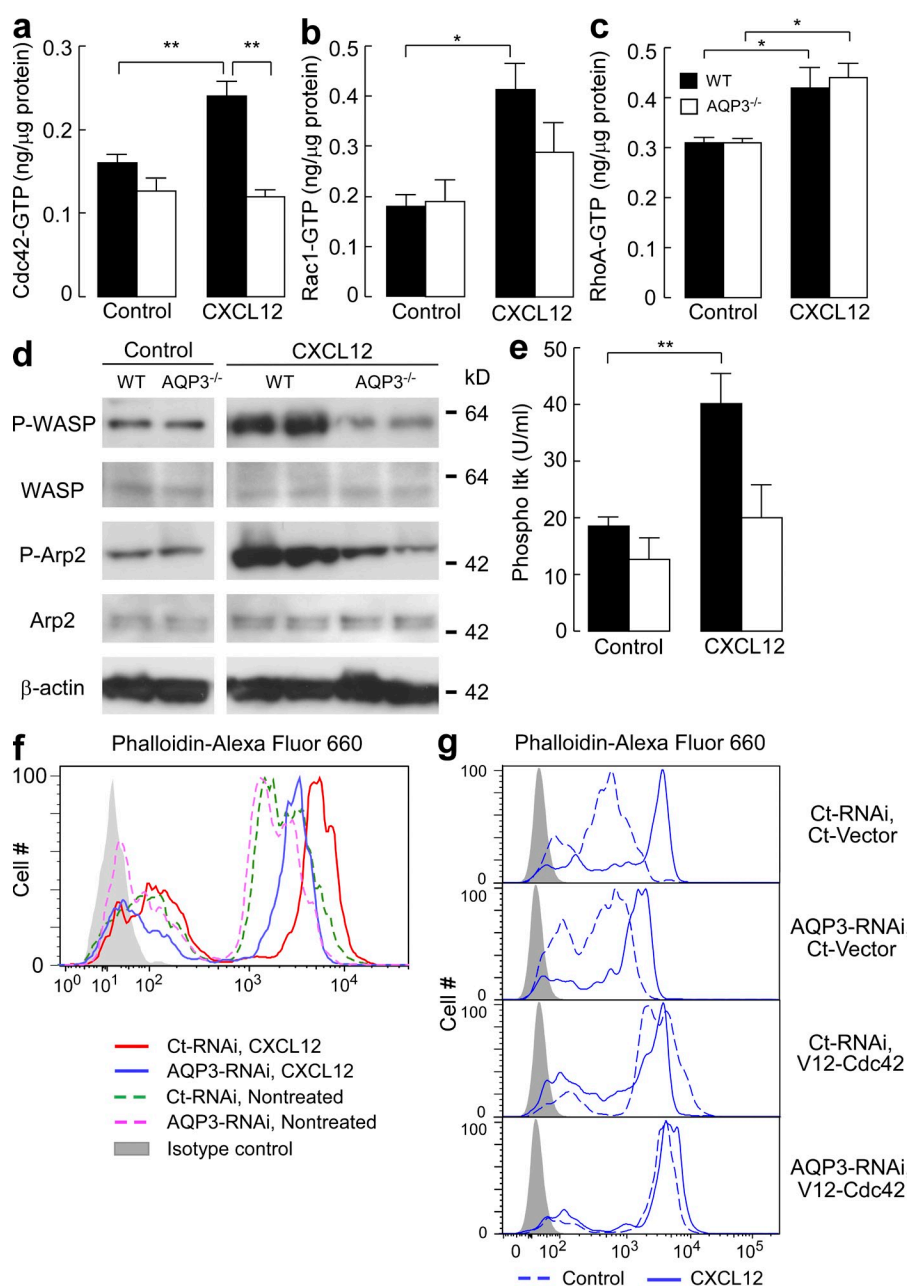 a
Cdc42-GTP (ng/µg protein)
0.3
0.2
0.1
0
**
**
Control
CXCL12
b
Rac1-GTP (ng/µg protein)
0.5
0.4
0.3
0.2
0.1
0
*
Control
CXCL12
c
RhoA-GTP (ng/µg protein)
0.5
0.4
0.3
0.2
0.1
0
*
*
WT
AQP3-/-
Control
CXCL12
d
Control
CXCL12
WT AQP3-/-
WT AQP3-/-
kD
P-WASP
64
WASP
64
P-Arp2
42
Arp2
42
β-actin
42
e
Phospho Itk (U/ml)
50
40
30
20
10
0
**
Control
CXCL12
f
Phalloidin-Alexa Fluor 660
Cell #
100
0
10⁰ 10¹ 10² 10³ 10⁴
Ct-RNAi, CXCL12
AQP3-RNAi, CXCL12
Ct-RNAi, Nontreated
AQP3-RNAi, Nontreated
Isotype control
g
Phalloidin-Alexa Fluor 660
Cell #
100
0
Ct-RNAi,
Ct-Vector
100
0
AQP3-RNAi
Ct-Vector
100
0
Ct-RNAi,
V12-Cdc42
100
0
AQP3-RNAi
V12-Cdc42
0 10² 10³ 10⁴ 10⁵
Control
CXCL12